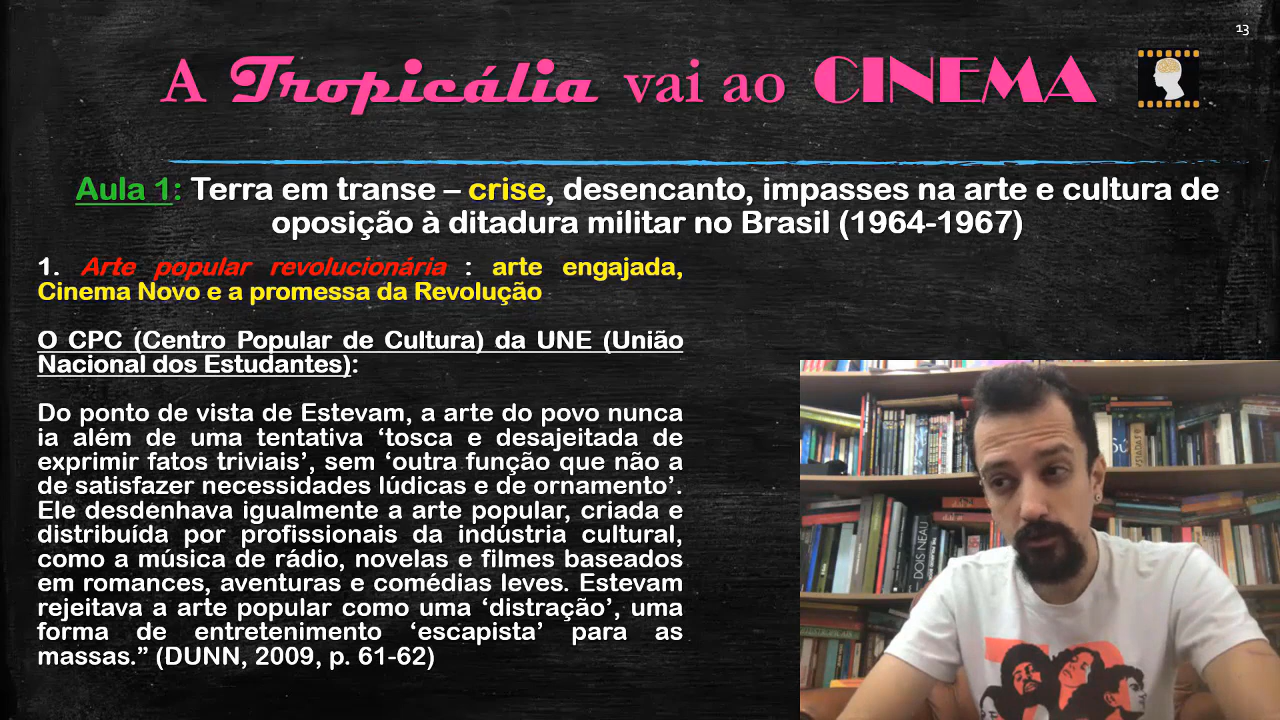 13
A Tropicália vai ao CINEMA
Aula 1: Terra em transe – crise, desencanto, impasses na arte e cultura de
oposição à ditadura militar no Brasil (1964-1967)
1. Arte popular revolucionária : arte engajada,
Cinema Novo e a promessa da Revolução
O CPC (Centro Popular de Cultura) da UNE (União
Nacional dos Estudantes):
Do ponto de vista de Estevam, a arte do povo nunca
ia além de uma tentativa ‘tosca e desajeitada de
exprimir fatos triviais’, sem ‘outra função que não a
de satisfazer necessidades lúdicas e de ornamento’.
Ele desdenhava igualmente a arte popular, criada e
distribuída por profissionais da indústria cultural,
como a música de rádio, novelas e filmes baseados
em romances, aventuras e comédias leves. Estevam
rejeitava a arte popular como uma ‘distração’, uma
forma de entretenimento ‘escapista’ para as
massas.” (DUNN, 2009, p. 61-62)
DOIS NEAU